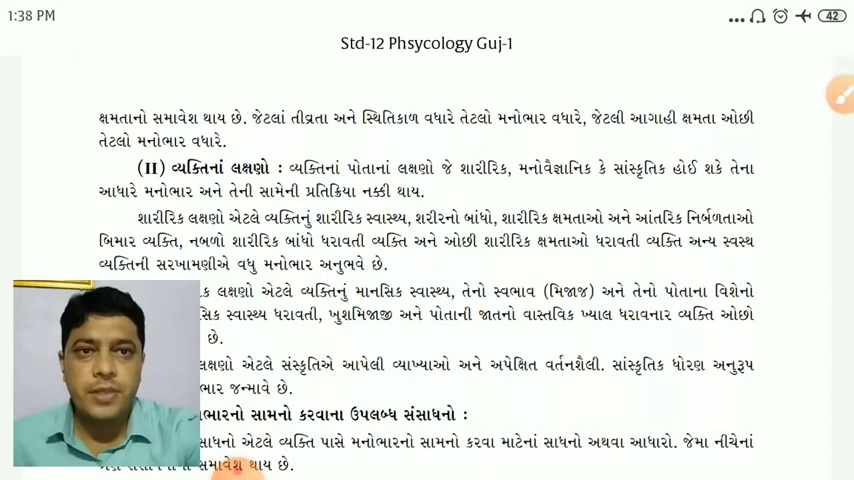 1:38 PM
42
Std-12 Phsycology Guj-1
ક્ષમતાનો સમાવેશ થાય છે. જેટલાં તીવ્રતા અને સ્થિતિકાળ વધારે તેટલો મનોભાર વધારે, જેટલી આગાહી ક્ષમતા ઓછી
તેટલો મનોભાર વધારે.
(II) વ્યક્તિનાં લક્ષણો : વ્યક્તિનાં પોતાનાં લક્ષણો જે શારીરિક, મનોવૈજ્ઞાનિક કે સાંસ્કૃતિક હોઈ શકે તેના
આધારે મનોભાર અને તેની સામેની પ્રતિક્રિયા નક્કી થાય.
શારીરિક લક્ષણો એટલે વ્યક્તિનું શારીરિક સ્વાસ્થ્ય, શરીરનો બાંધો, શારીરિક ક્ષમતાઓ અને આંતરિક નિર્બળતાઓ
બિમાર વ્યક્તિ, નબળો શારીરિક બાંધો ધરાવતી વ્યક્તિ અને ઓછી શારીરિક ક્ષમતાઓ ધરાવતી વ્યક્તિ અન્ય સ્વસ્થ
વ્યક્તિની સરખામણીએ વધુ મનોભાર અનુભવે છે.
લક્ષણો એટલે વ્યક્તિનું માનસિક સ્વાસ્થ્ય, તેનો સ્વભાવ (મિજાજ) અને તેનો પોતાના વિશેનો
સિક સ્વાસ્થ્ય ધરાવતી, ખુશમિજાજી અને પોતાની જાતનો વાસ્તવિક ખ્યાલ ધરાવનાર વ્યક્તિ ઓછો
છે.
લક્ષણો એટલે સંસ્કૃતિએ આપેલી વ્યાખ્યાઓ અને અપેક્ષિત વર્તનશૈલી. સાંસ્કૃતિક ધોરણ અનુરૂપ
ભાર જન્માવે છે.
ભારનો સામનો કરવાના ઉપલબ્ધ સંસાધનો :
સાધનો એટલે વ્યક્તિ પાસે મનોભારનો સામનો કરવા માટેનાં સાધનો અથવા આધારો. જેમા નીચેનાં
સમાવેશ થાય છે.